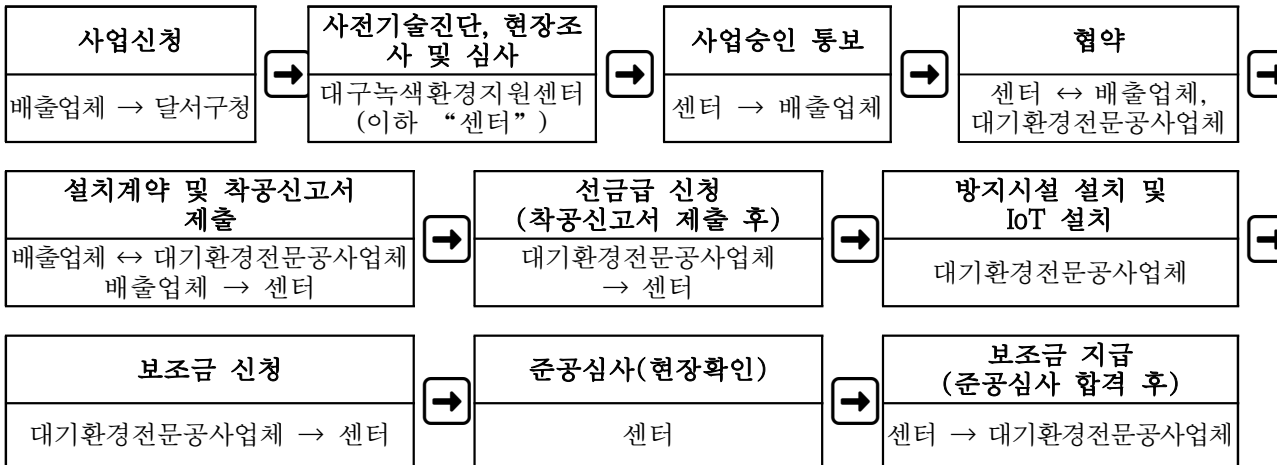 사업신청
배출업체 → 달서구청
사전기술진단, 현장조
사 및 심사
대구녹색환경지원센터
(이하 “센터”)
사업승인 통보
센터 → 배출업체
협약
센터 ↔ 배출업체,
대기환경전문공사업체
설치계약 및 착공신고서
제출
배출업체 ↔ 대기환경전문공사업체
배출업체 → 센터
선금급 신청
(착공신고서 제출 후)
대기환경전문공사업체
→ 센터
방지시설 설치 및
IoT 설치
대기환경전문공사업체
보조금 신청
대기환경전문공사업체 → 센터
준공심사(현장확인)
센터
보조금 지급
(준공심사 합격 후)
센터 → 대기환경전문공사업체